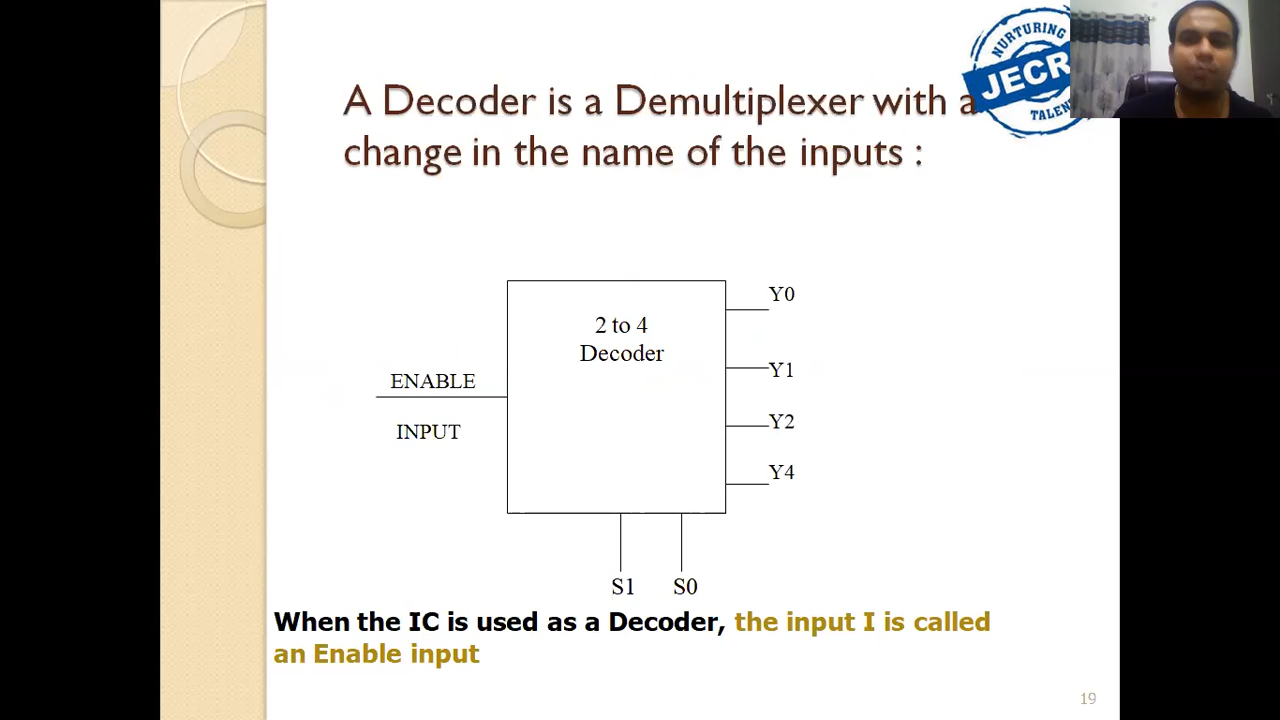 NURTURING
JECR
TALEN
A Decoder is a Demultiplexer with a
change in the name of the inputs :
2 to 4
Decoder
ENABLE
INPUT
Y0
Y1
Y2
Y4
S1 S0
When the IC is used as a Decoder, the input I is called
an Enable input
19